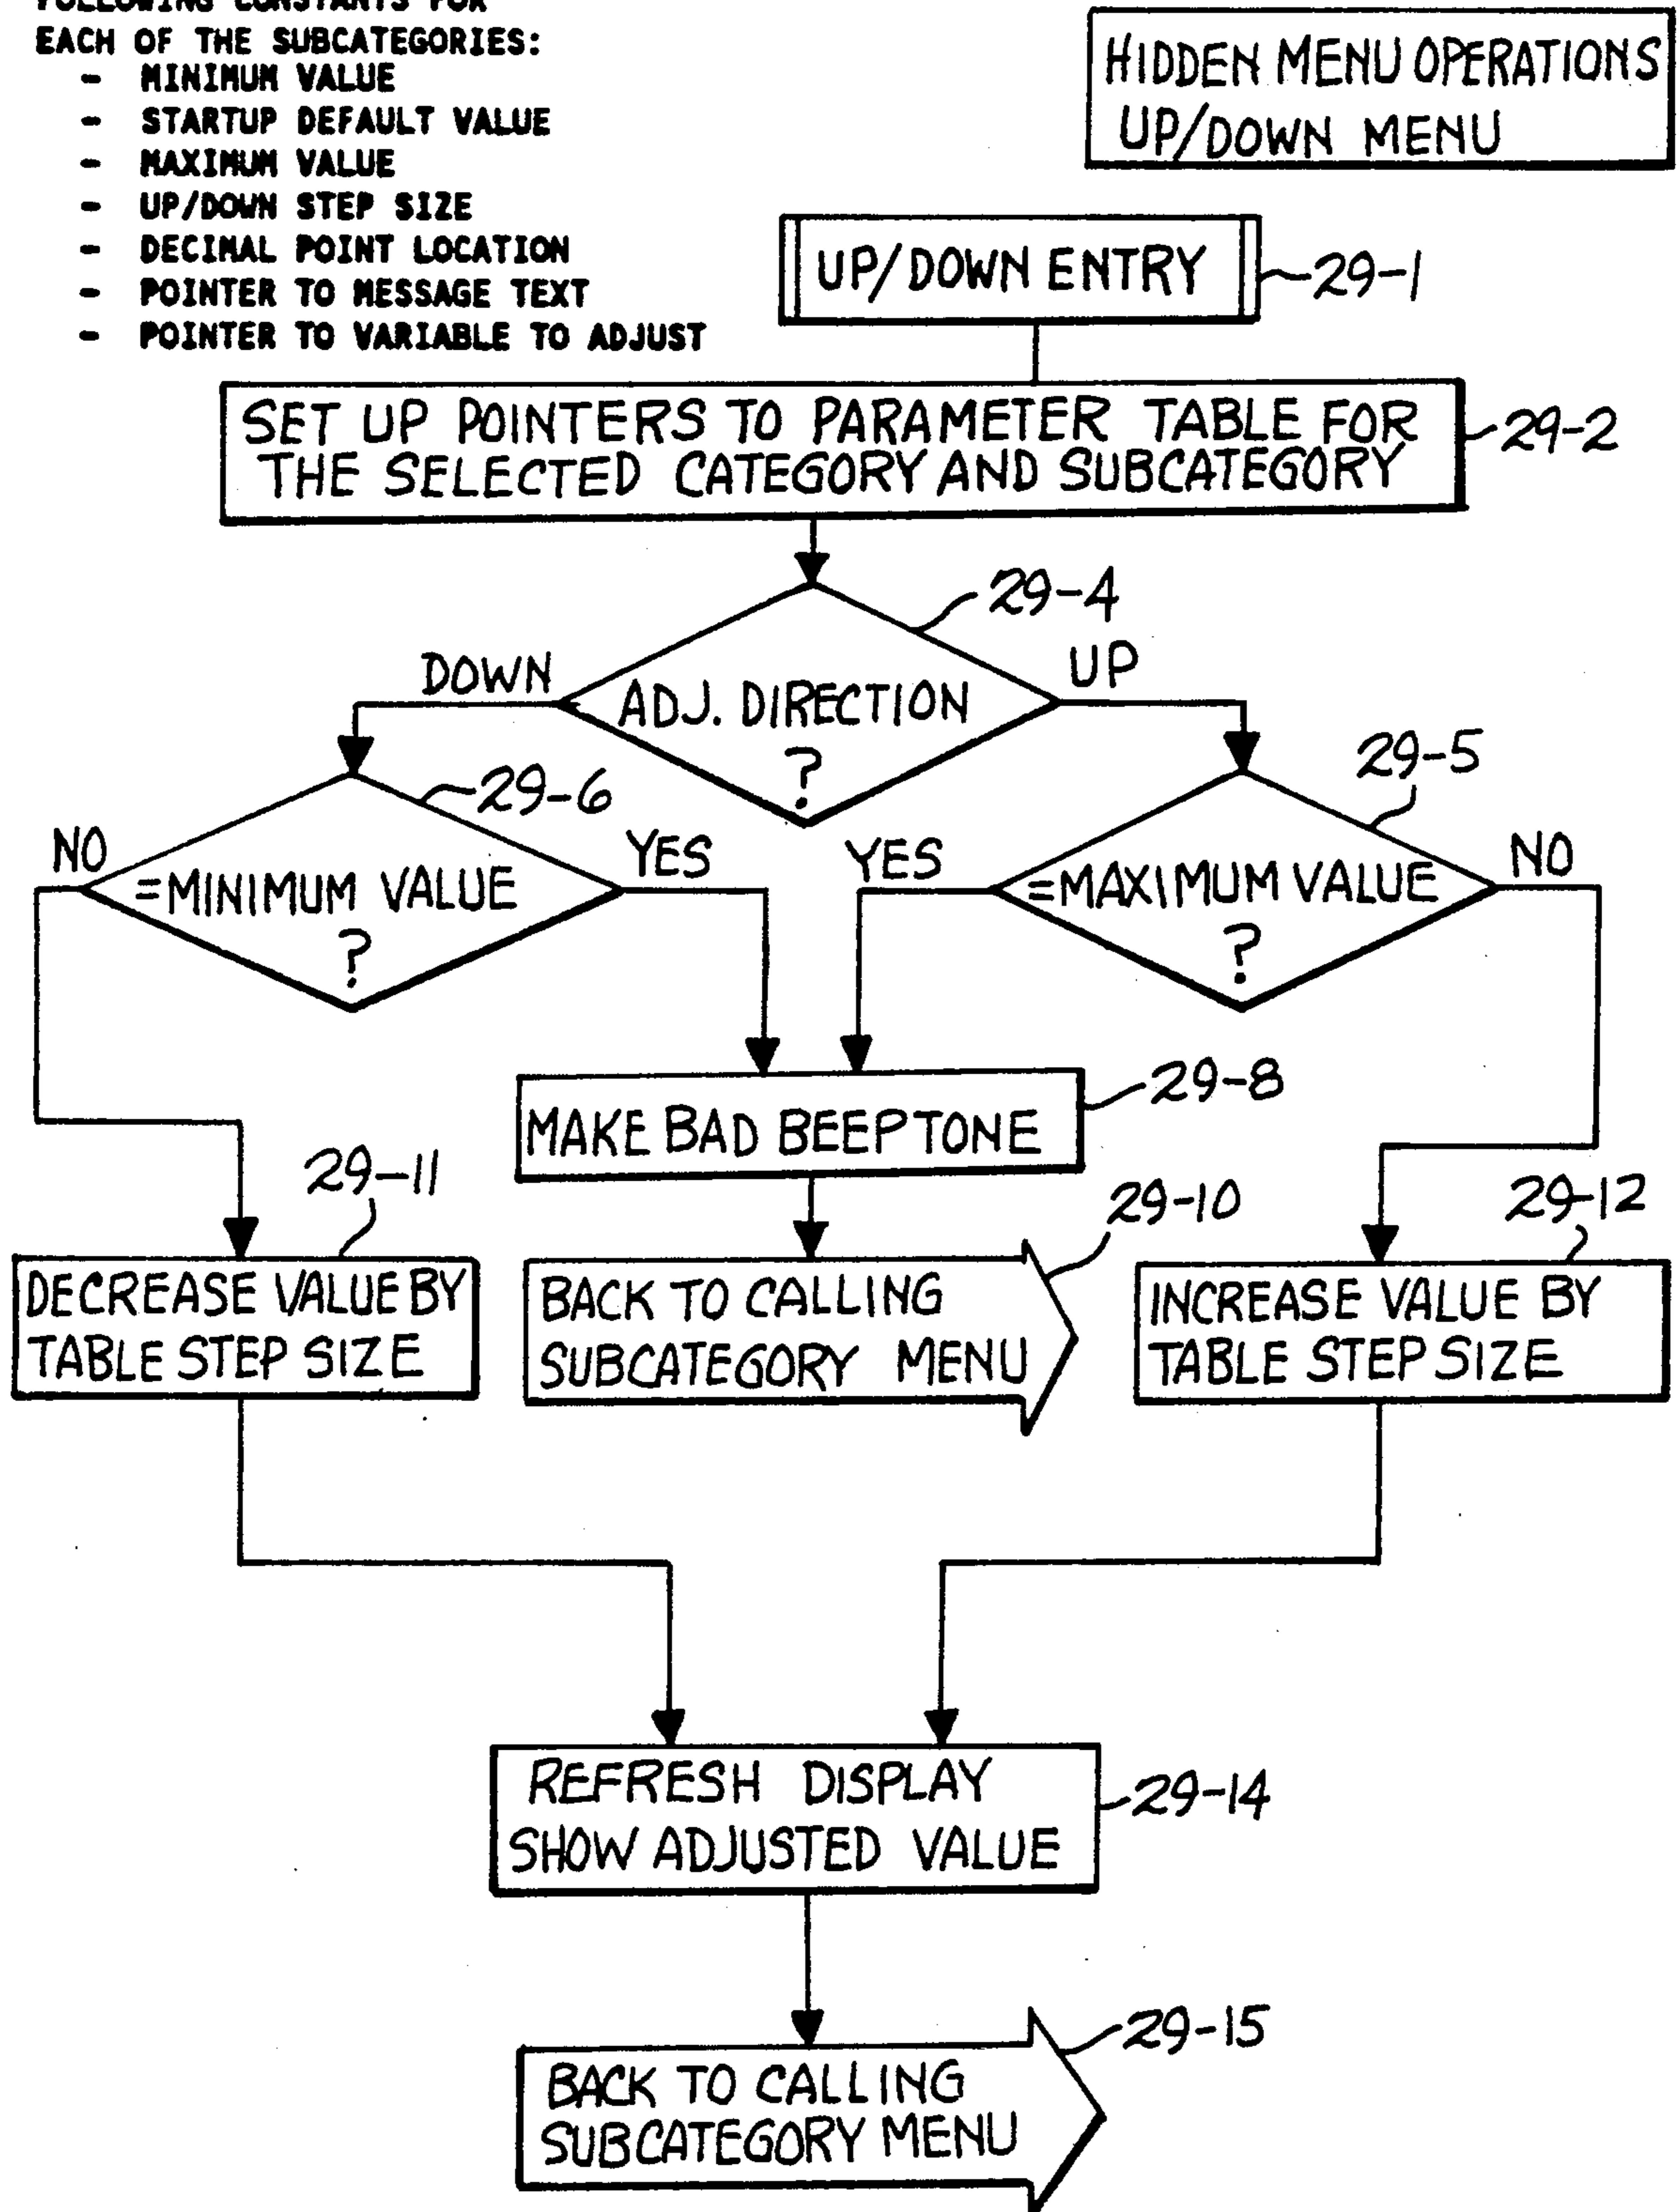 FOLLOWING CONSTANTS FOR
EACH OF THE SUBCATEGORIES:
- MINIMUM VALUE
- STARTUP DEFAULT VALUE
- MAXIMUM VALUE
- UP/DOWN STEP SIZE
- DECIMAL POINT LOCATION
- POINTER TO MESSAGE TEXT
- POINTER TO VARIABLE TO ADJUST
HIDDEN MENU OPERATIONS
UP/DOWN MENU
UP/DOWN ENTRY
29-1
SET UP POINTERS TO PARAMETER TABLE FOR
THE SELECTED CATEGORY AND SUBCATEGORY
29-2
29-4
DOWN
UP
ADJ. DIRECTION
?
29-6
29-5
NO
YES
YES
NO
=MINIMUM VALUE
?
=MAXIMUM VALUE
?
29-8
MAKE BAD BEEP TONE
29-11
29-10
29-12
DECREASE VALUE BY
TABLE STEP SIZE
BACK TO CALLING
SUBCATEGORY MENU
INCREASE VALUE BY
TABLE STEP SIZE
REFRESH DISPLAY
SHOW ADJUSTED VALUE
29-14
29-15
BACK TO CALLING
SUBCATEGORY MENU